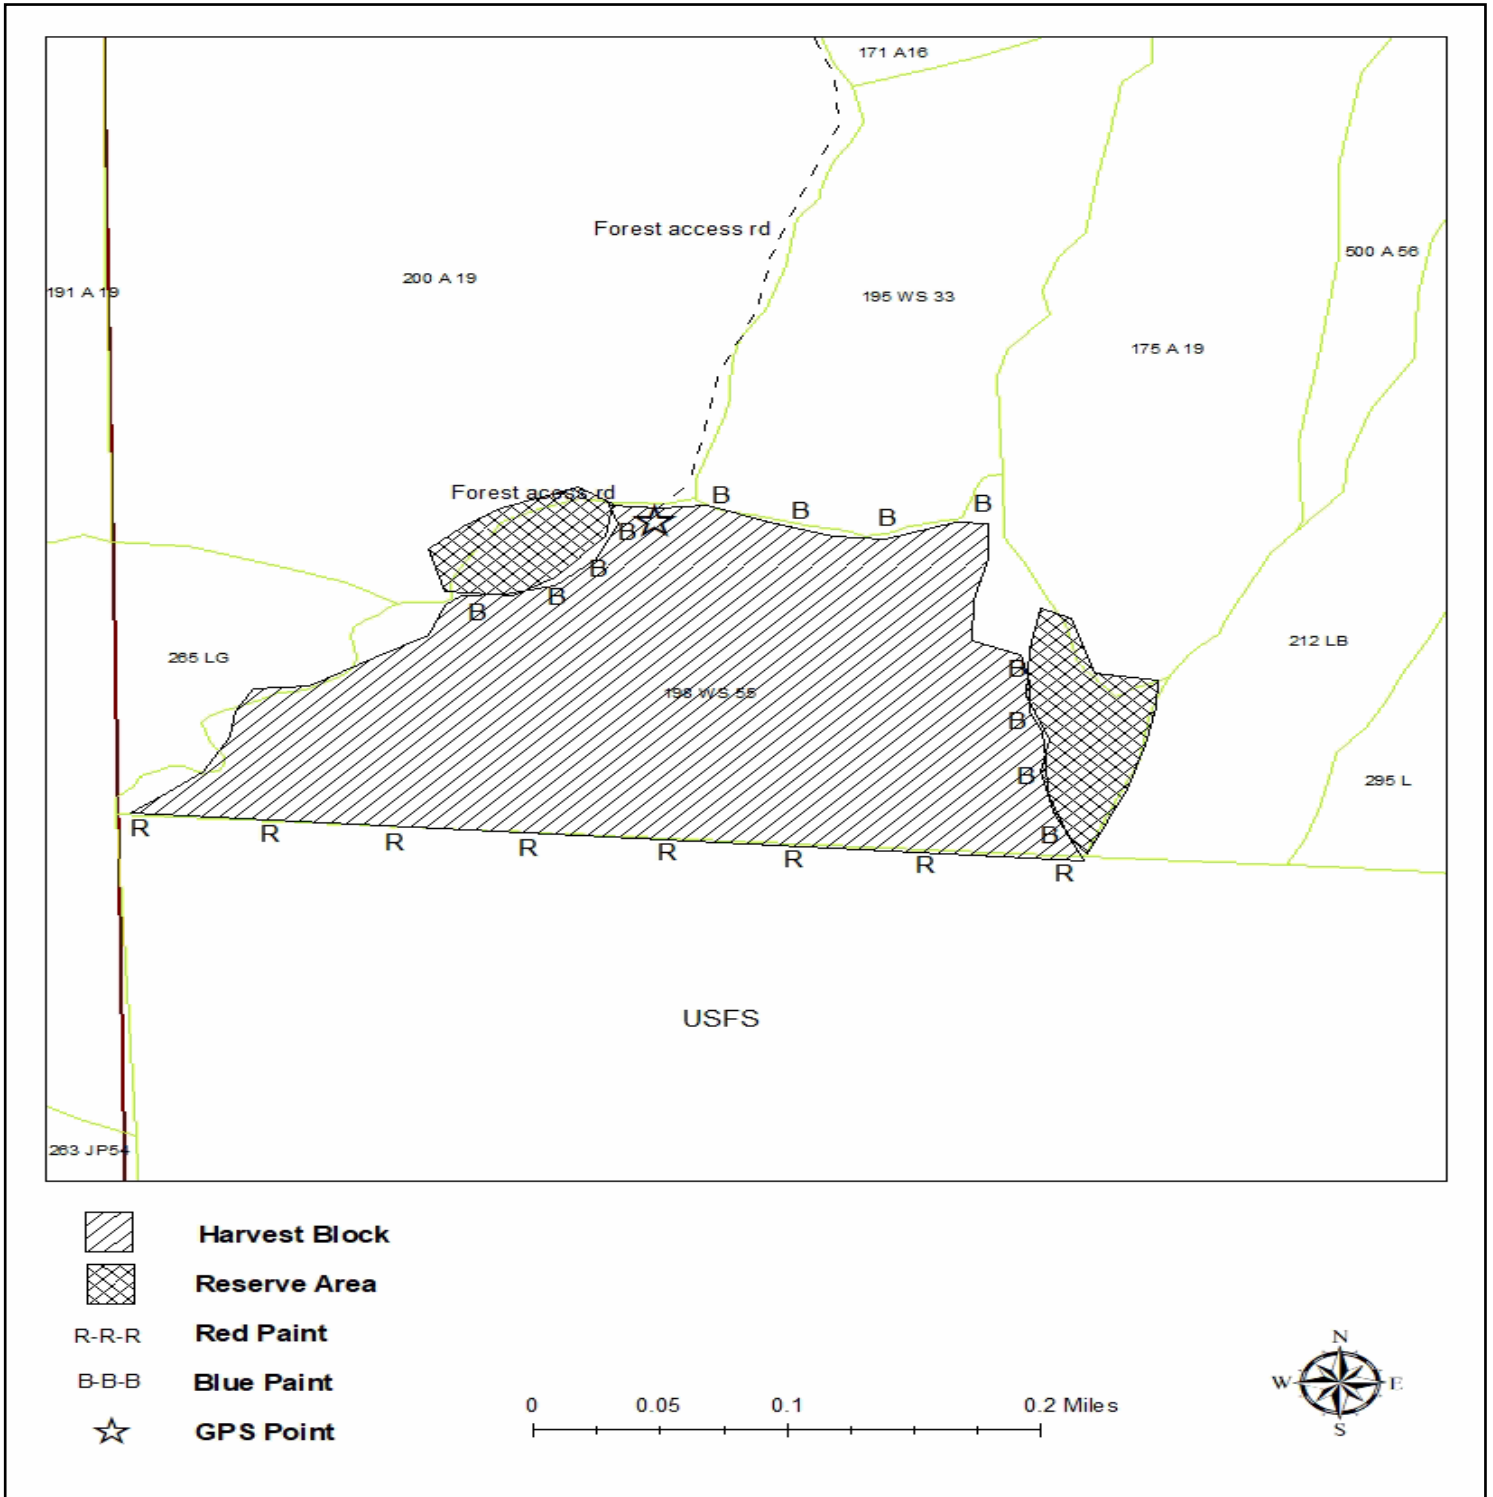 171 A16
Forest access rd
500 A 56
200 A 19
191 A 19
195 WS 33
175 A 19
Forest acess rd
B
B
B
B
B
B
B
B
212 LB
265 LG
B
198 WS 55
B
B
295 L
B
R
R
R
R
R
R
R
R
USFS
263 JP54
Harvest Block
Reserve Area
R-R-R Red Paint
B-B-B Blue Paint
GPS Point
0 0.05 0.1 0.2 Miles
N
W E
S